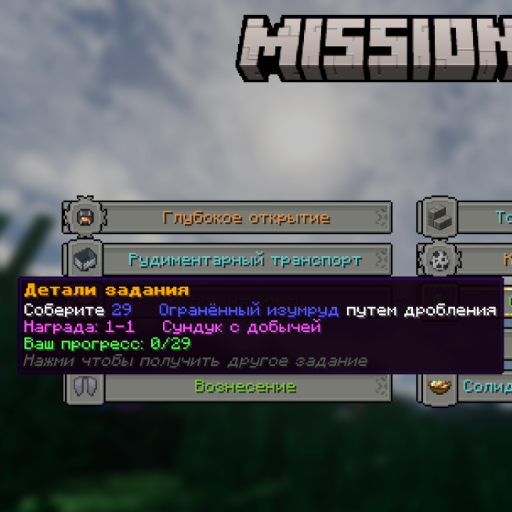 MISSION
Глубокое открытие
Рудиментарный транспорт
Детали задания
Соберите 29 Огранённый изумруд путем дробления
Награда: 1-1 Сундук с добычей
Ваш прогресс: 0/29
Нажми чтобы получить другое задание
Вознесение